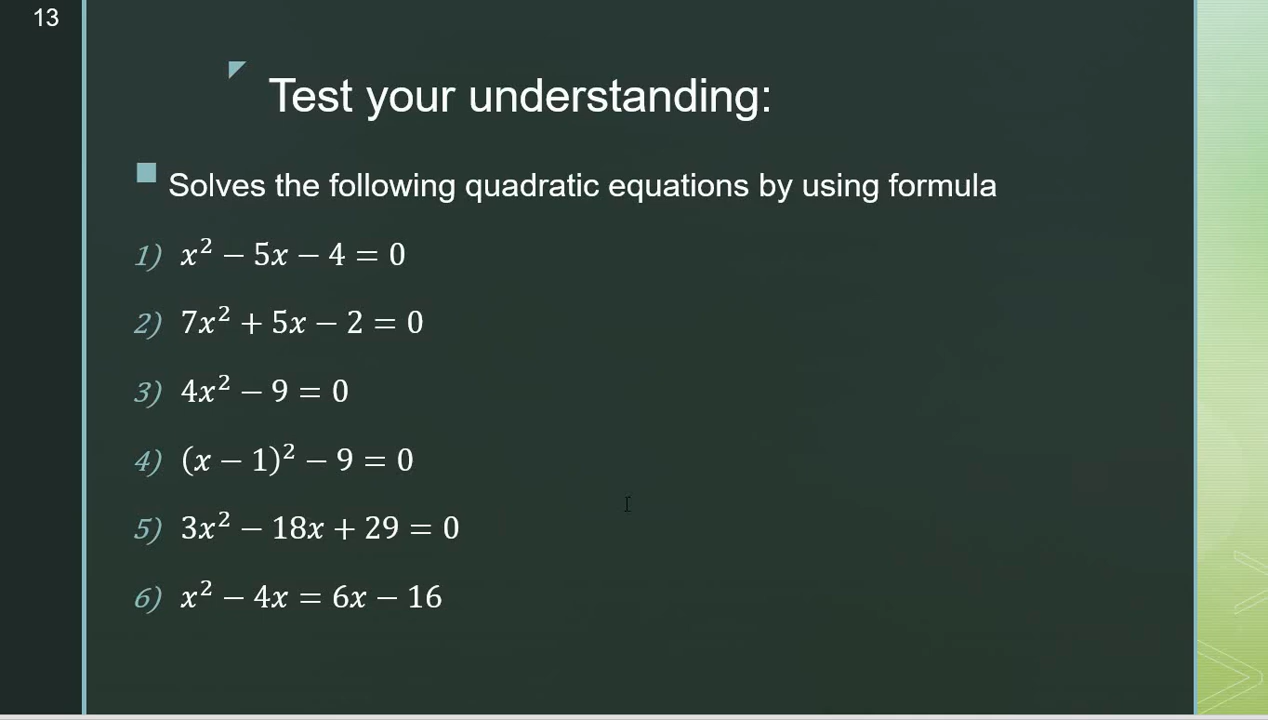 13
Test your understanding:
Solves the following quadratic equations by using formula
1) x² − 5x − 4 = 0
2) 7x² + 5x − 2 = 0
3) 4x² − 9 = 0
4) (x − 1)² − 9 = 0
5) 3x² − 18x + 29 = 0
6) x² − 4x = 6x − 16